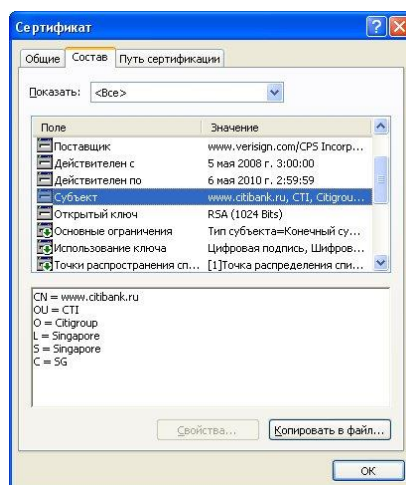 Сертификат
Общие Состав Путь сертификации
Показать: <Все>
Поле Значение
Поставщик www.verisign.com/CPS Incorp...
Действителен с 5 мая 2008 г. 3:00:00
Действителен по 6 мая 2010 г. 2:59:59
Субъект www.citibank.ru, CTI, Citigrou...
Открытый ключ RSA (1024 Bits)
Основные ограничения Тип субъекта=Конечный су...
Использование ключа Цифровая подпись, Шифров...
Точки распространения сп... [1]Точка распределения спи...
CN = www.citibank.ru
OU = CTI
O = Citigroup
L = Singapore
S = Singapore
C = SG
Свойства... Копировать в файл...
OK